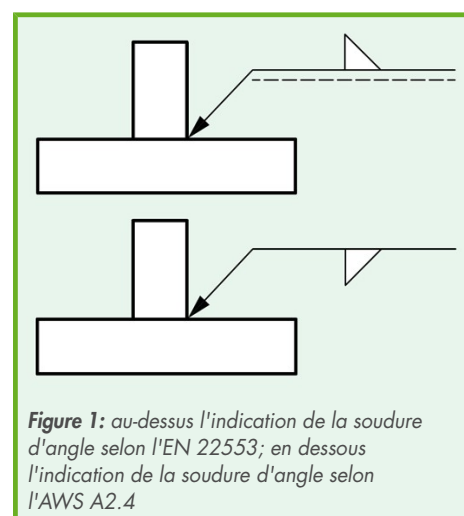 Figure 1: au-dessus l'indication de la soudure
d'angle selon l'EN 22553; en dessous
l'indication de la soudure d'angle selon
l'AWS A2.4